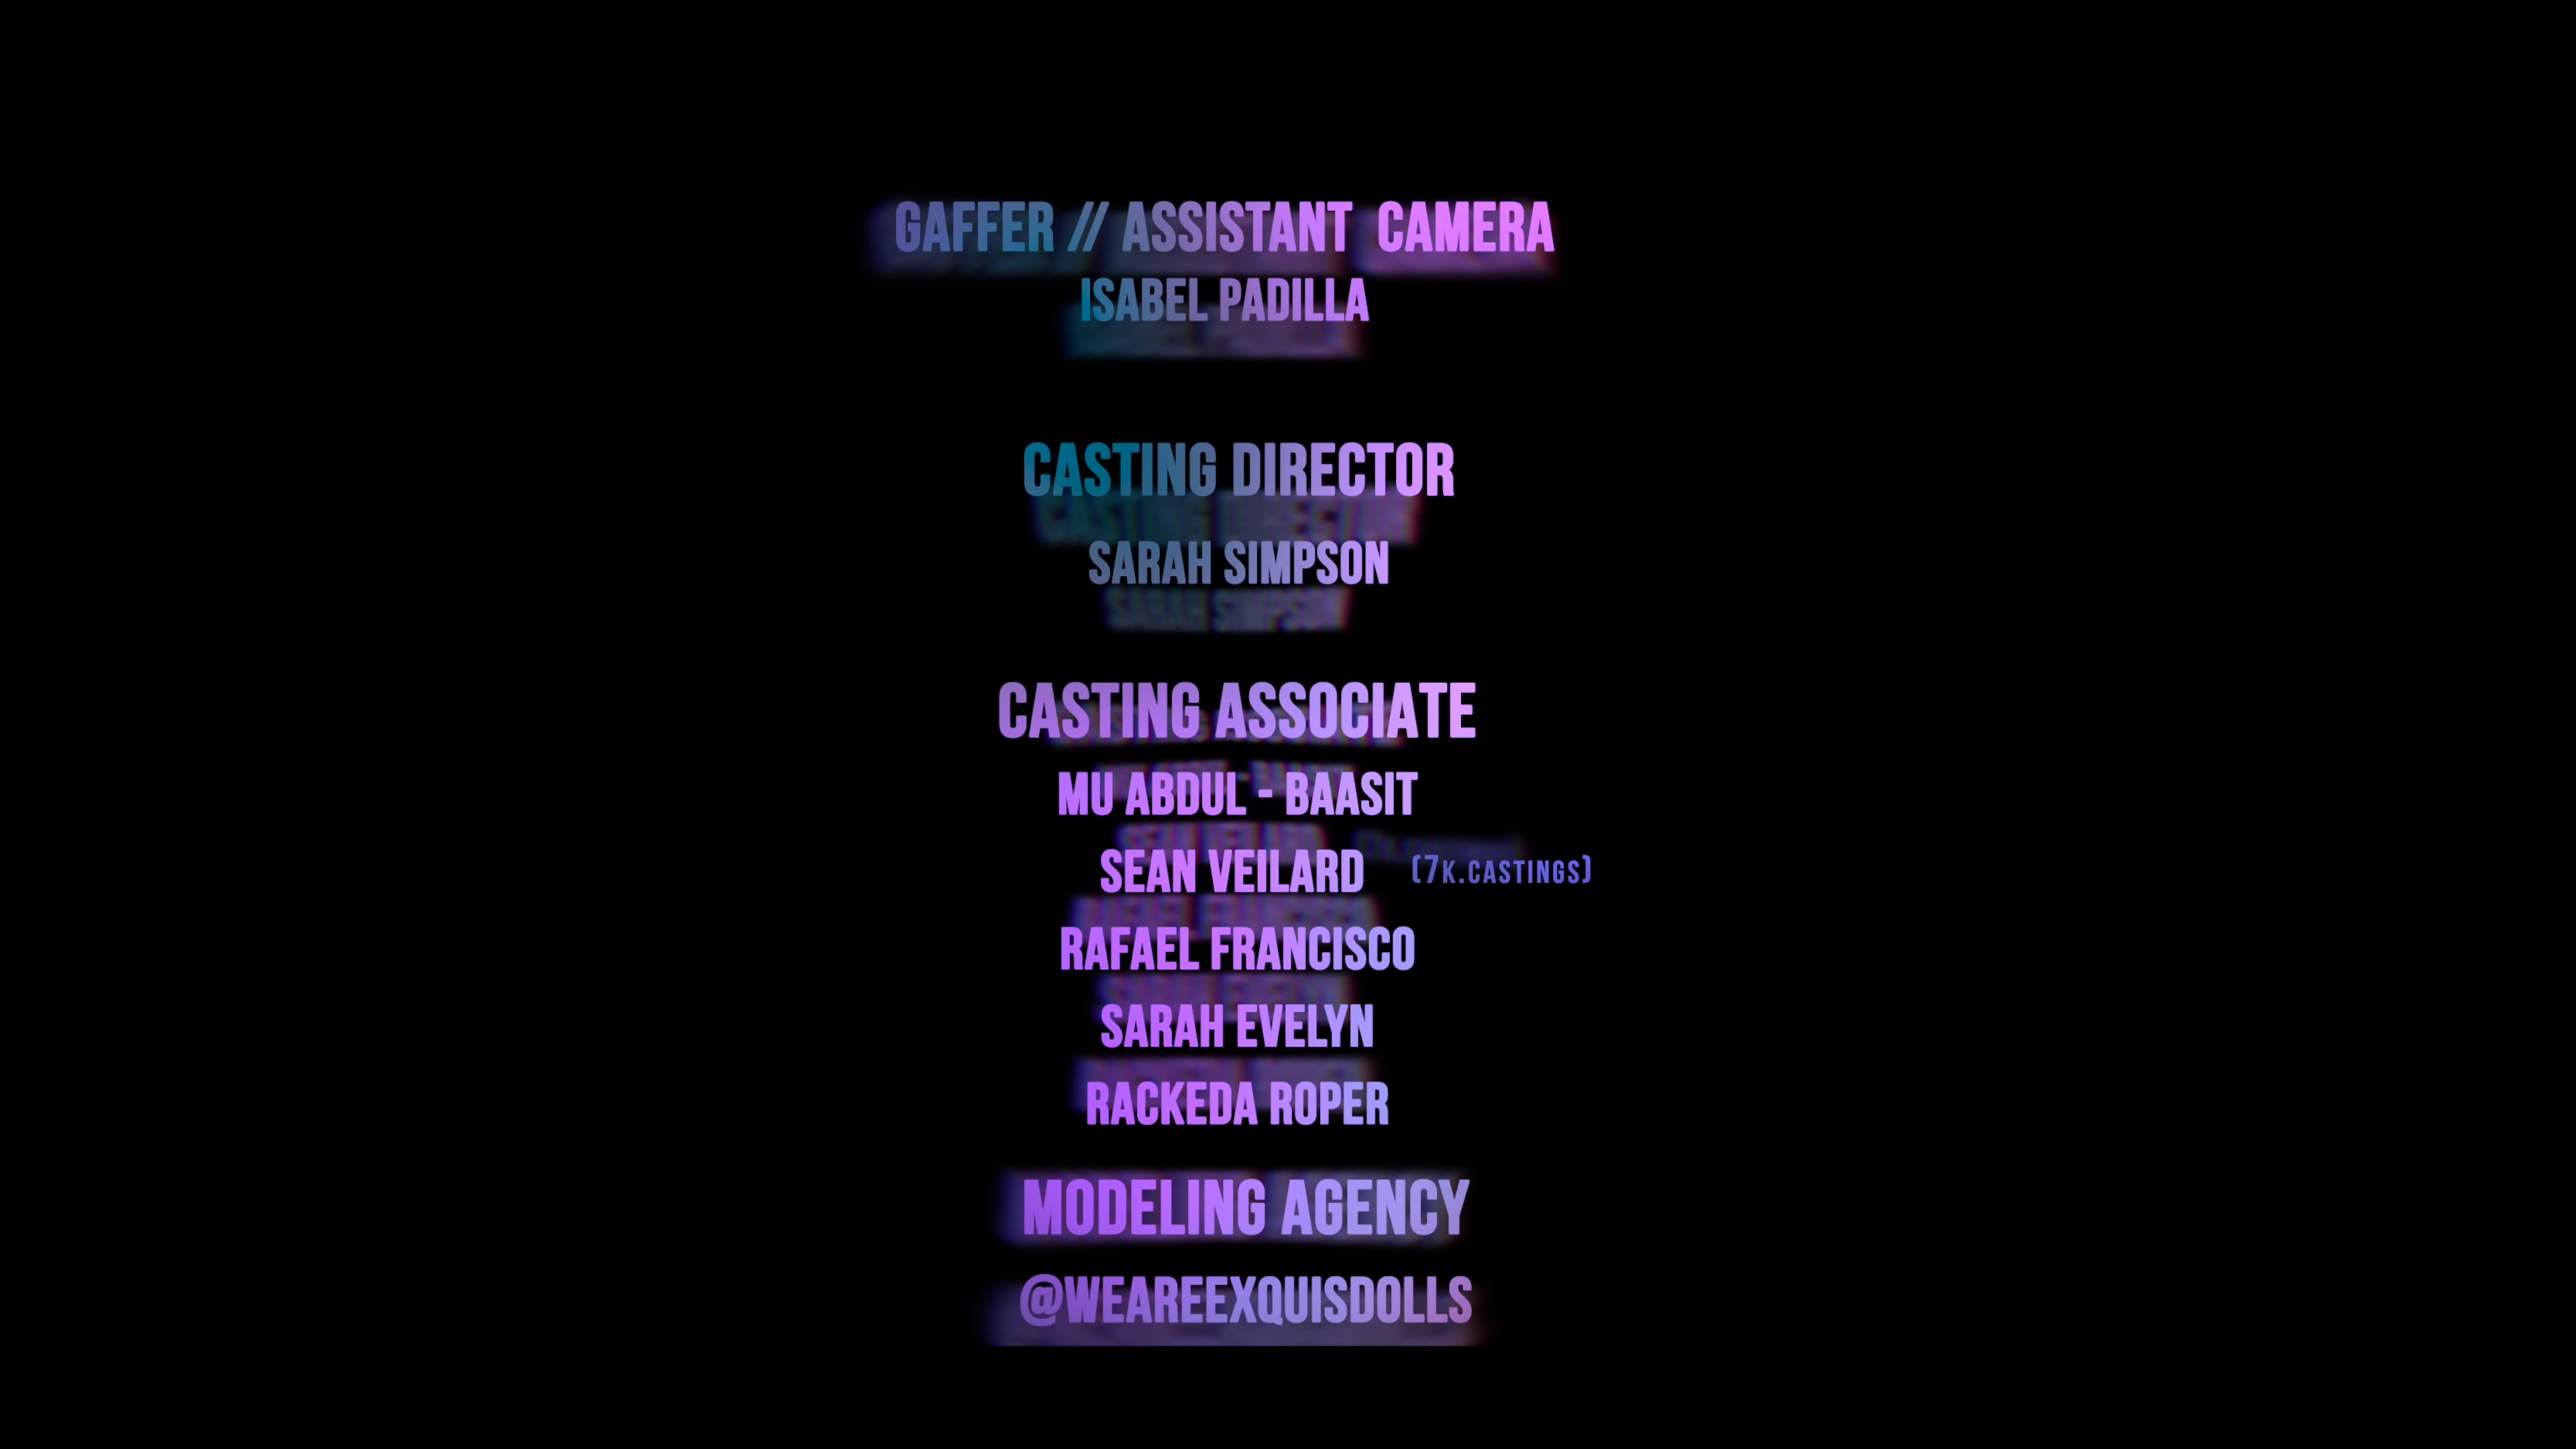 GAFFER // ASSISTANT CAMERA
ISABEL PADILLA
CASTING DIRECTOR
SARAH SIMPSON
CASTING ASSOCIATE
MU ABDUL - BAASIT
SEAN VEILARD (7K.CASTINGS)
RAFAEL FRANCISCO
SARAH EVELYN
RACKEDA ROPER
MODELING AGENCY
@WEAREEXQUISDOLLS